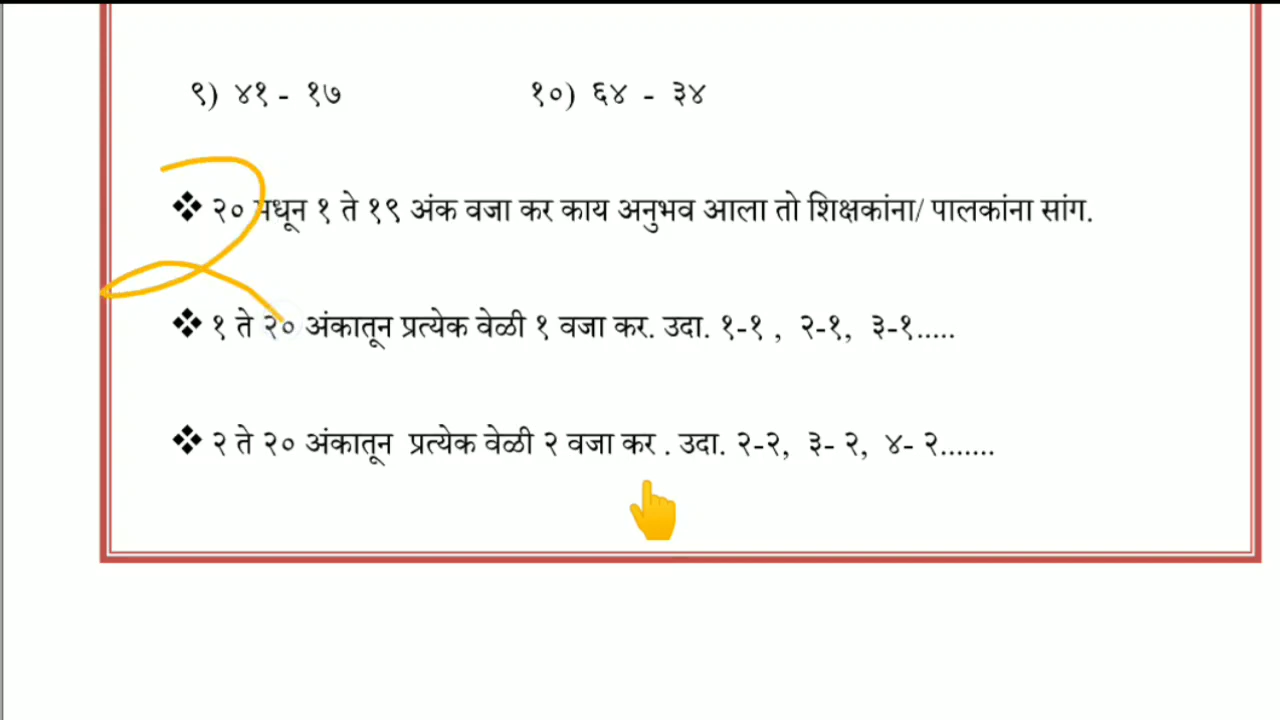 ९) ४१ - १७ १०) ६४ - ३४
❖ २० मधून १ ते १९ अंक वजा कर काय अनुभव आला तो शिक्षकांना/ पालकांना सांग.
❖ १ ते २० अंकातून प्रत्येक वेळी १ वजा कर. उदा. १-१ , २-१, ३-१.....
❖ २ ते २० अंकातून प्रत्येक वेळी २ वजा कर . उदा. २-२, ३- २, ४- २.......